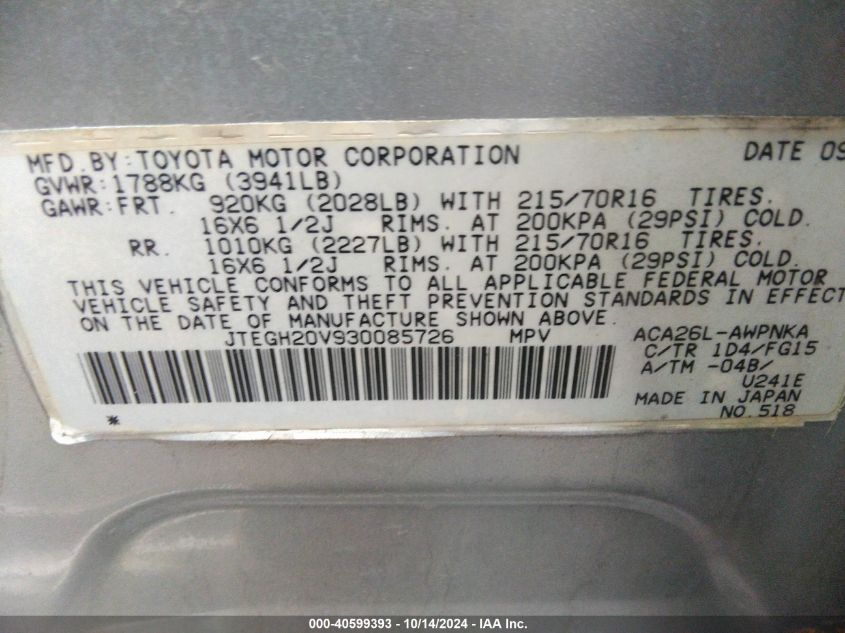 MFD.BY:TOYOTA MOTOR CORPORATION DATE 09
GVWR:1788KG (3941LB)
GAWR:FRT. 920KG (2028LB) WITH 215/70R16 TIRES.
16X6 1/2J RIMS. AT 200KPA (29PSI) COLD.
RR. 1010KG (2227LB) WITH 215/70R16 TIRES.
16X6 1/2J RIMS. AT 200KPA (29PSI) COLD.
THIS VEHICLE CONFORMS TO ALL APPLICABLE FEDERAL MOTOR
VEHICLE SAFETY AND THEFT PREVENTION STANDARDS IN EFFECT
ON THE DATE OF MANUFACTURE SHOWN ABOVE.
JTEGH20V930085726 MPV ACA26L-AWPNKA
C/TR 1D4/FG15
A/TM -04B/
U241E
MADE IN JAPAN
NO.518
000-40599393 - 10/14/2024 - IAA Inc.